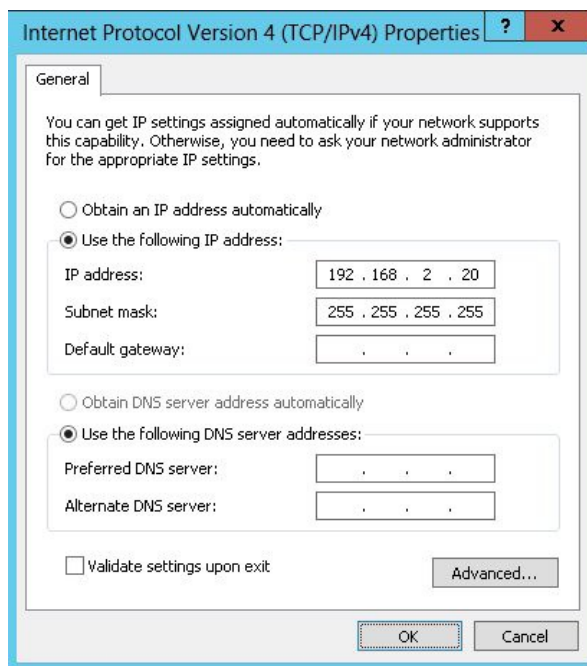 Internet Protocol Version 4 (TCP/IPv4) Properties ? x
General
You can get IP settings assigned automatically if your network supports
this capability. Otherwise, you need to ask your network administrator
for the appropriate IP settings.
Obtain an IP address automatically
Use the following IP address:
IP address: 192 . 168 . 2 . 20
Subnet mask: 255 . 255 . 255 . 255
Default gateway: . . .
Obtain DNS server address automatically
Use the following DNS server addresses:
Preferred DNS server: . . .
Alternate DNS server: . . .
Validate settings upon exit
Advanced...
OK Cancel